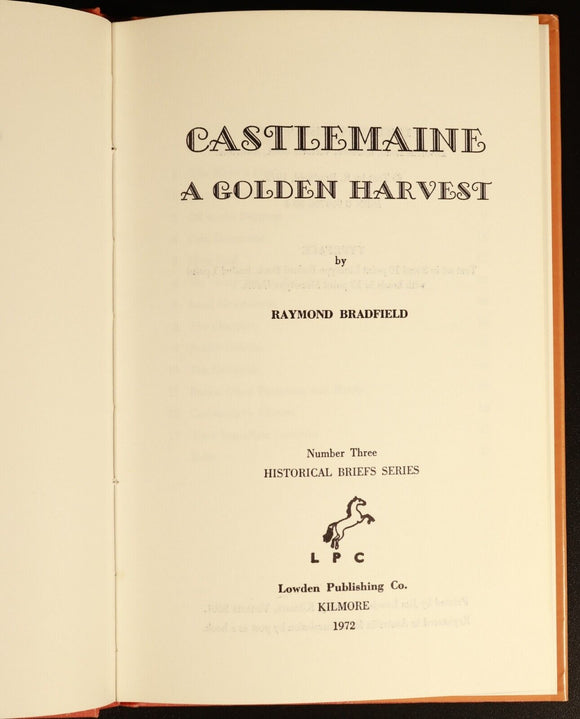 CASTLEMAINE
A GOLDEN HARVEST
by
RAYMOND BRADFIELD
Number Three
HISTORICAL BRIEFS SERIES
L P C
Lowden Publishing Co.
KILMORE
1972